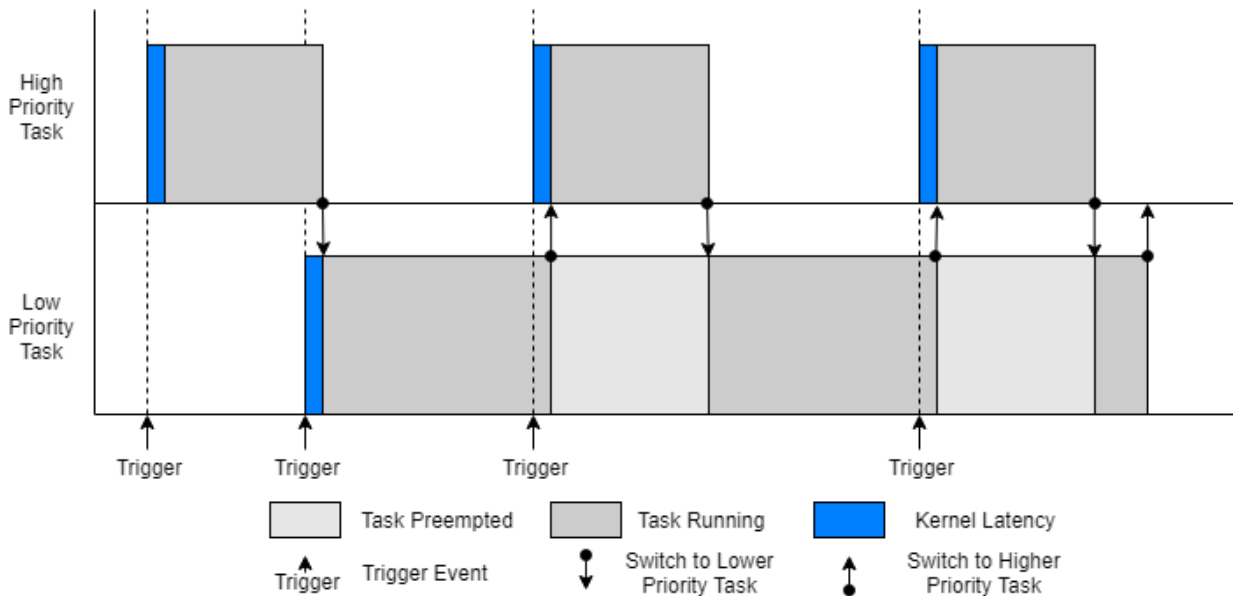 High
Priority
Task
Low
Priority
Task
Trigger
Trigger
Trigger
Trigger
Task Preempted
Task Running
Kernel Latency
Trigger
Trigger Event
Switch to Lower
Priority Task
Switch to Higher
Priority Task